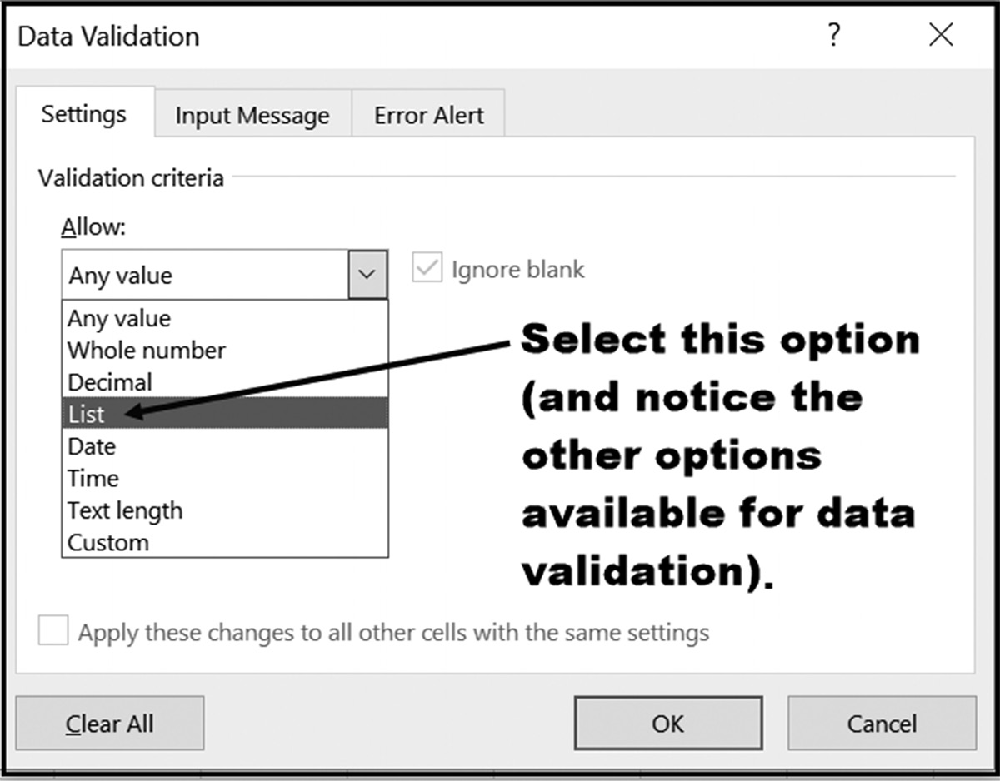 Data Validation ?
Settings Input Message Error Alert
Validation criteria
Allow:
Any value
Ignore blank
Any value
Whole number
Decimal
List
Date
Time
Text length
Custom
Select this option
(and notice the
other options
available for data
validation).
Apply these changes to all other cells with the same settings
Clear All OK Cancel